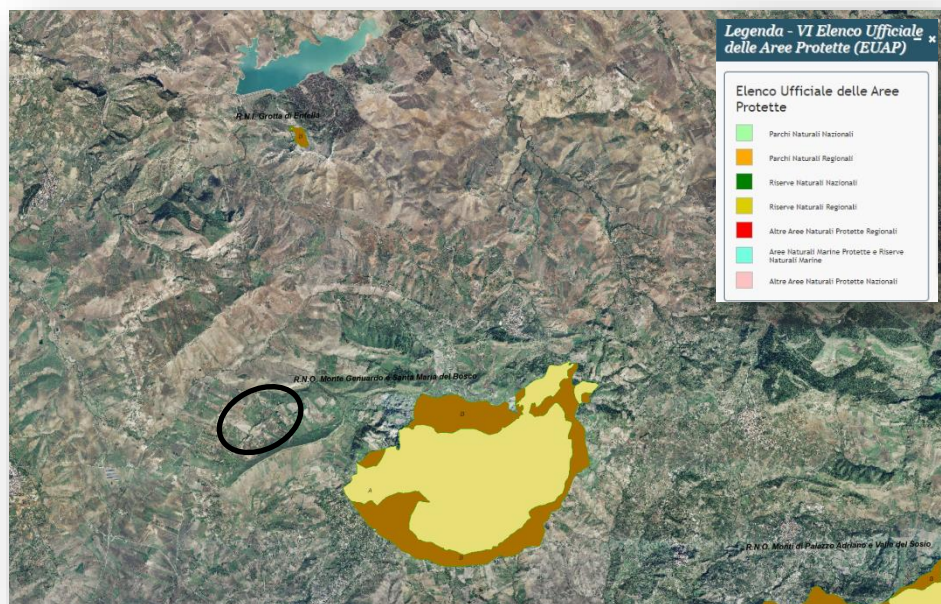 Legenda - VI Elenco Ufficiale
delle Aree Protette (EUAP)
Elenco Ufficiale delle Aree
Protette
Parchi Naturali Nazionali
Parchi Naturali Regionali
Riserve Naturali Nazionali
Riserve Naturali Regionali
Altre Aree Naturali Protette Regionali
Aree Naturali Marine Protette e Riserve
Naturali Marine
Altre Aree Naturali Protette Nazionali
R.N.I. Grotta di Entella
R.N.O. Monte Genuardo e Santa Maria del Bosco
B
A
R.N.O. Monti di Palazzo Adriano e Valle del Sosio